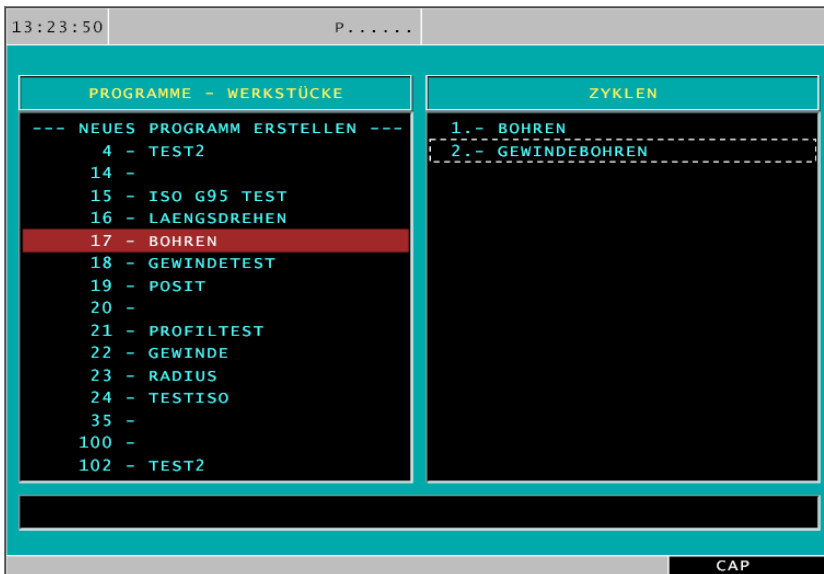 13:23:50 P......
PROGRAMME - WERKSTÜCKE
--- NEUES PROGRAMM ERSTELLEN ---
4 - TEST2
14 -
15 - ISO G95 TEST
16 - LAENGSDREHEN
17 - BOHREN
18 - GEWINDETEST
19 - POSIT
20 -
21 - PROFILTEST
22 - GEWINDE
23 - RADIUS
24 - TESTISO
35 -
100 -
102 - TEST2
ZYKLEN
1.- BOHREN
2.- GEWINDEBOHREN
CAP